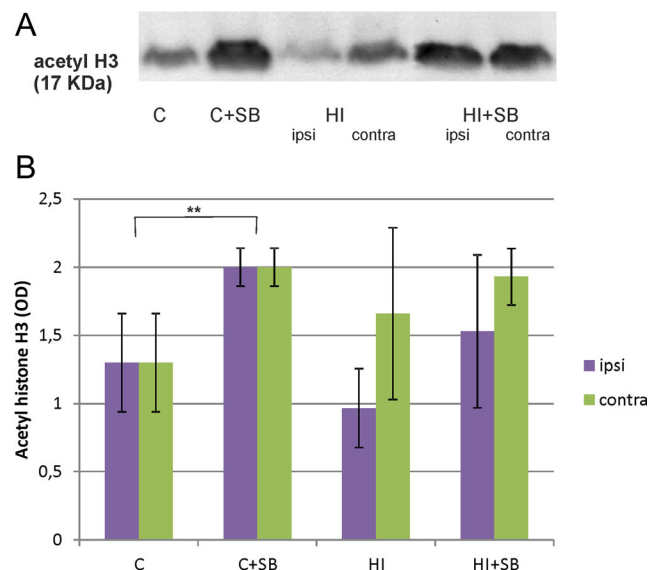 A
acetyl H3
(17 KDa)
C C+SB HI HI+SB
ipsi contra ipsi contra
B
**
Acetyl histone H3 (OD)
2,5
2
1,5
1
0,5
0
C C+SB HI HI+SB
ipsi
contra